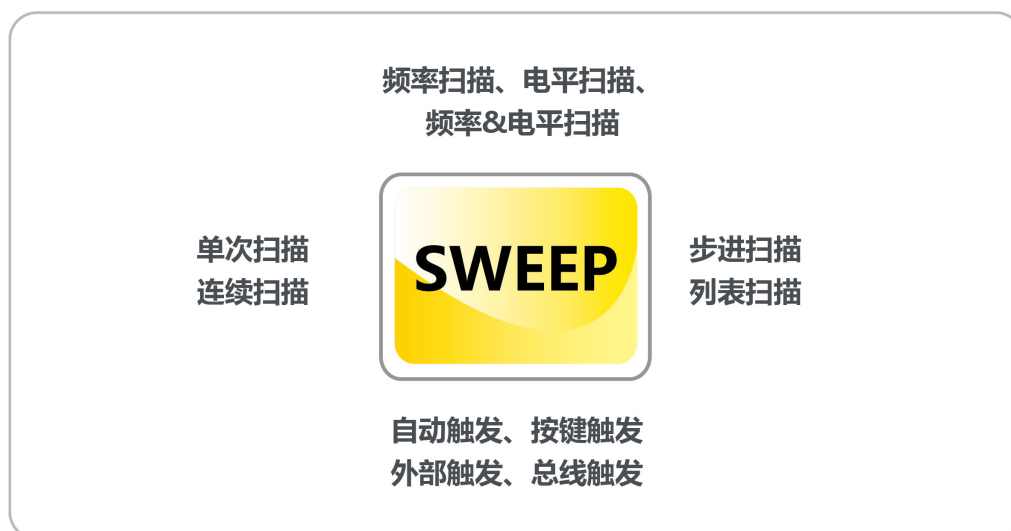 频率扫描、电平扫描、
频率&电平扫描
单次扫描
连续扫描
SWEEP
步进扫描
列表扫描
自动触发、按键触发
外部触发、总线触发